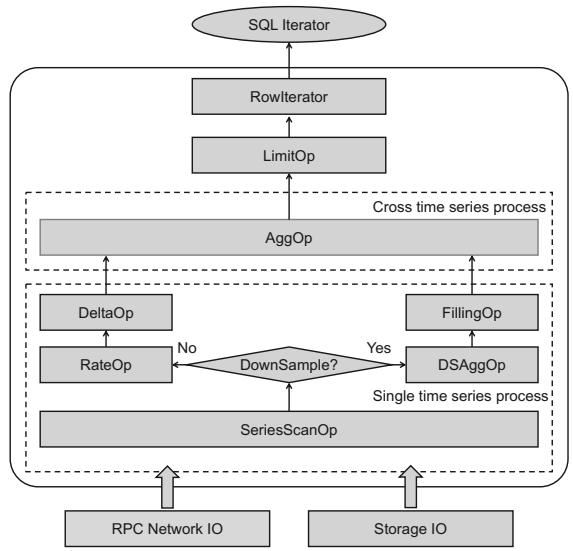 SQL Iterator
RowIterator
LimitOp
Cross time series process
AggOp
DeltaOp
FillingOp
No
Yes
RateOp
DownSample?
DSAggOp
Single time series process
SeriesScanOp
RPC Network IO
Storage IO